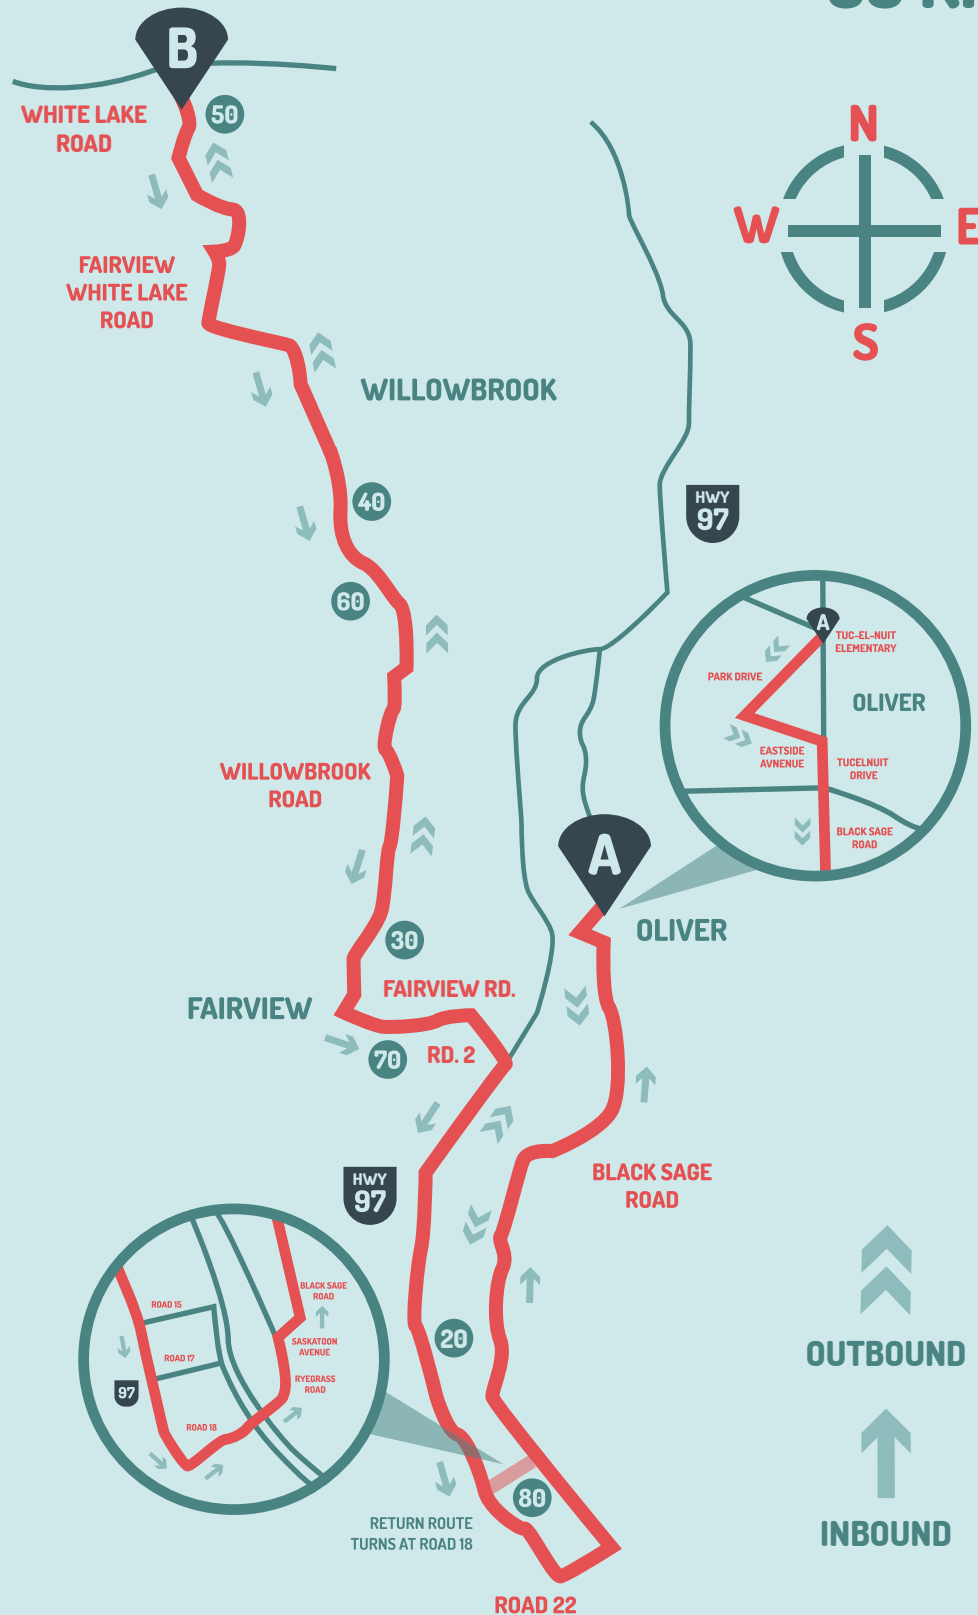 B
WHITE LAKE
ROAD
50
N
W
E
S
FAIRVIEW
WHITE LAKE
ROAD
WILLOWBROOK
40
HWY
97
60
A
TUC-EL-NUIT
ELEMENTARY
PARK DRIVE
OLIVER
EASTSIDE
AVNENUE
TUCELNUIT
DRIVE
BLACK SAGE
ROAD
WILLOWBROOK
ROAD
A
OLIVER
30
FAIRVIEW RD.
FAIRVIEW
70
RD. 2
HWY
97
BLACK SAGE
ROAD
20
BLACK SAGE
ROAD
ROAD 15
SASKATOON
AVENUE
ROAD 17
RYEGRASS
ROAD
97
ROAD 18
80
RETURN ROUTE
TURNS AT ROAD 18
ROAD 22
OUTBOUND
INBOUND